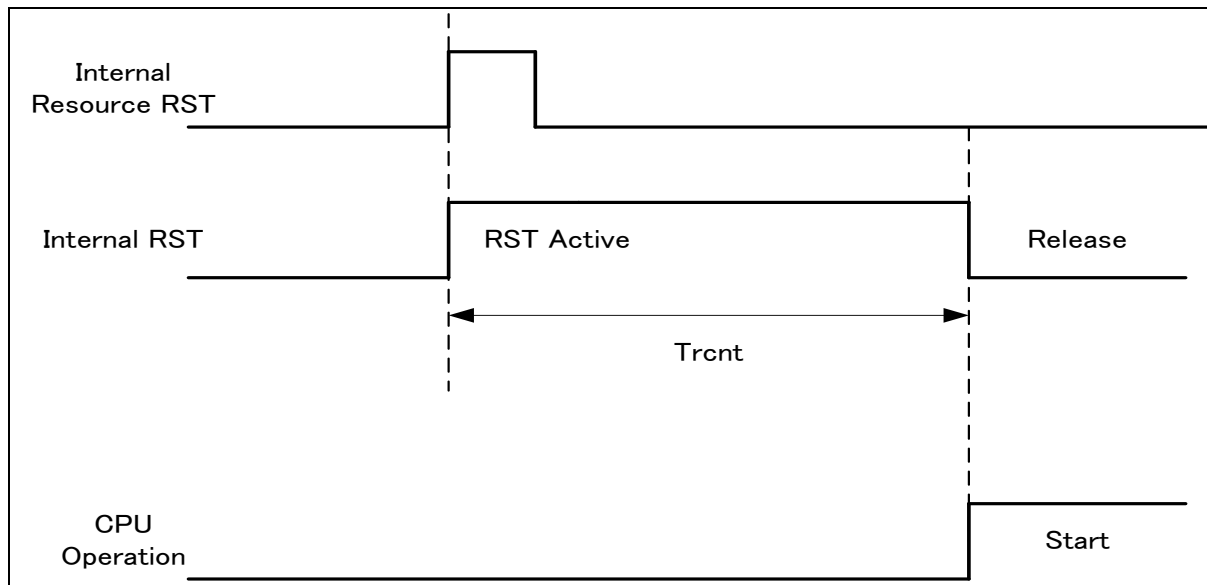 Internal
Resource RST
Internal RST
RST Active
Release
Trcnt
CPU
Operation
Start